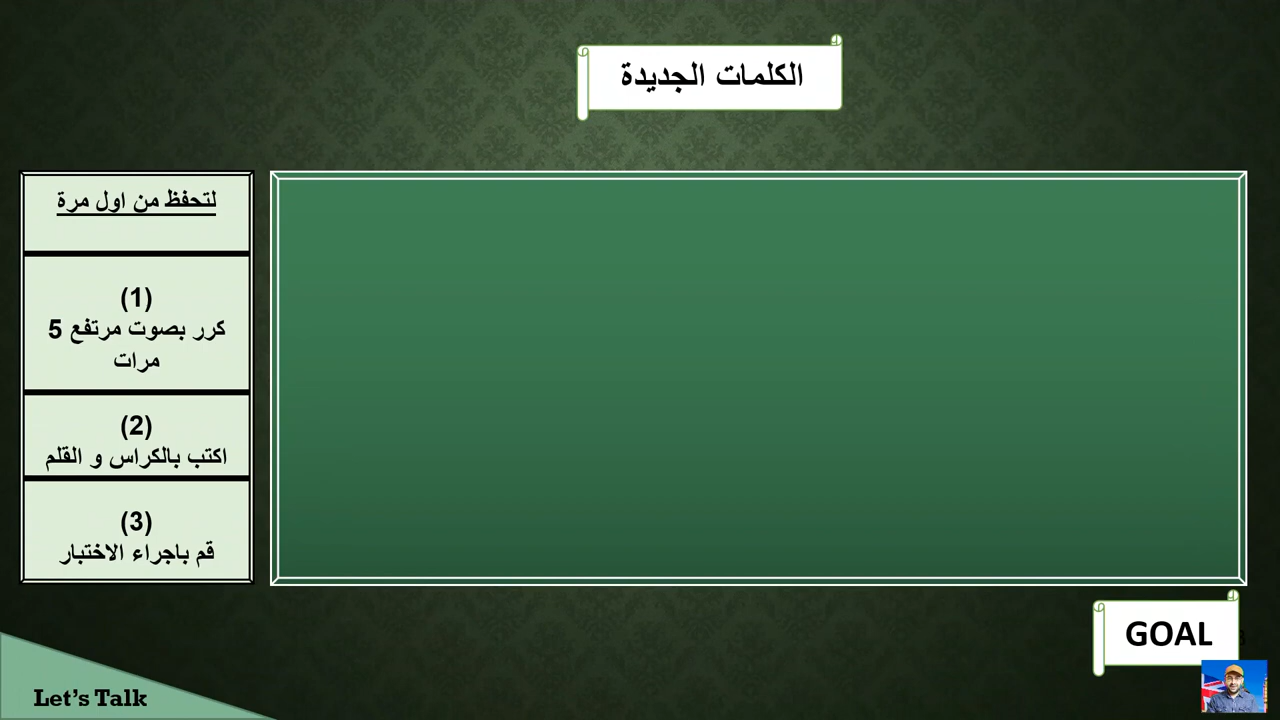 الكلمات الجديدة
لتحفظ من اول مرة
(1)
كرر بصوت مرتفع 5
مرات
(2)
اكتب بالكراس و القلم
(3)
قم باجراء الاختبار
GOAL
Let's Talk